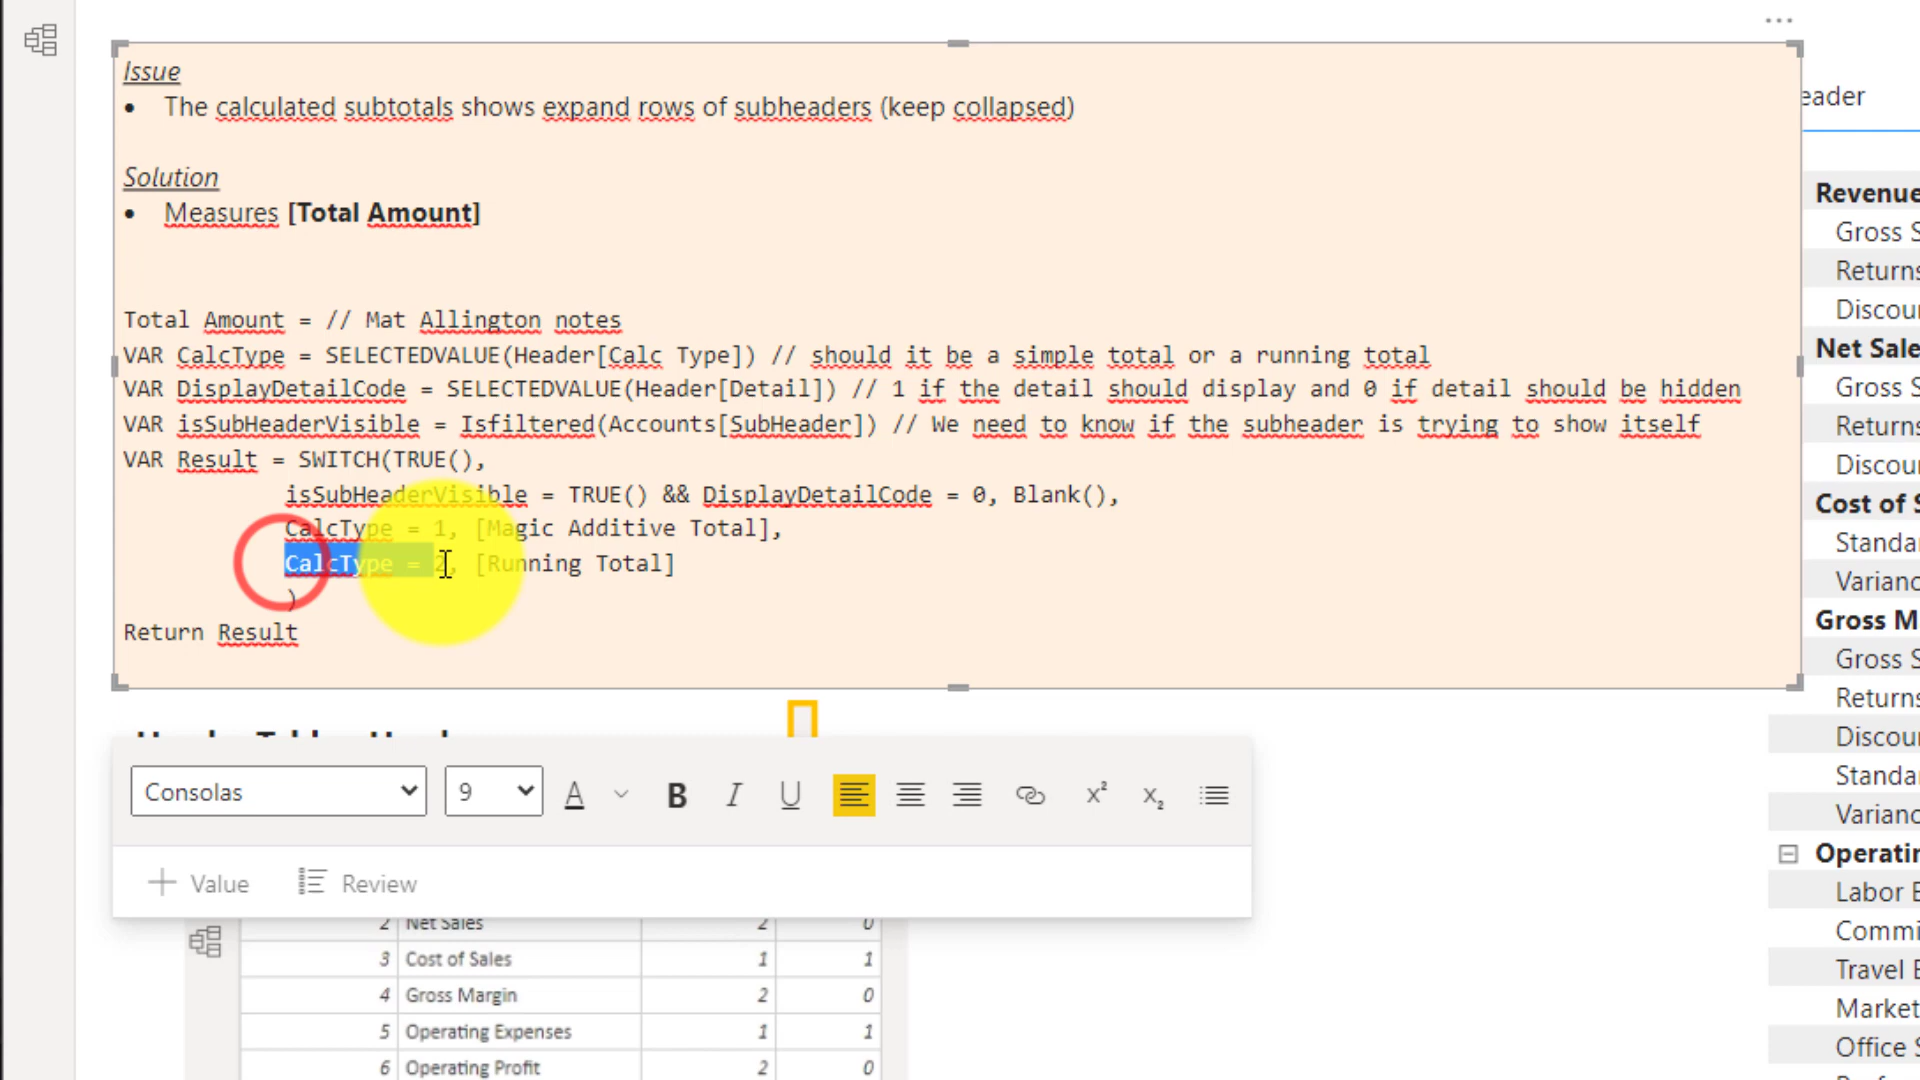 Issue
• The calculated subtotals shows expand rows of subheaders (keep collapsed)
Solution
• Measures [Total Amount]
Total Amount = // Mat Allington notes
VAR CalcType = SELECTEDVALUE(Header[Calc Type]) // should it be a simple total or a running total
VAR DisplayDetailCode = SELECTEDVALUE(Header[Detail]) // 1 if the detail should display and 0 if detail should be hidden
VAR isSubHeaderVisible = Isfiltered(Accounts[SubHeader]) // We need to know if the subheader is trying to show itself
VAR Result = SWITCH(TRUE(),
isSubHeaderVisible = TRUE() && DisplayDetailCode = 0, Blank(),
CalcType = 1, [Magic Additive Total],
CalcType = 2, [Running Total]
)
Return Result
Consolas 9 A B I U x² x₂
+ Value Review
2 Net Sales 2 0
3 Cost of Sales 1 1
4 Gross Margin 2 0
5 Operating Expenses 1 1
6 Operating Profit 2 0
eader
Revenue
Gross S
Returns
Discou
Net Sale
Gross S
Returns
Discou
Cost of S
Standa
Varianc
Gross M
Gross S
Returns
Discou
Standa
Varianc
Operatin
Labor E
Commi
Travel E
Market
Office S